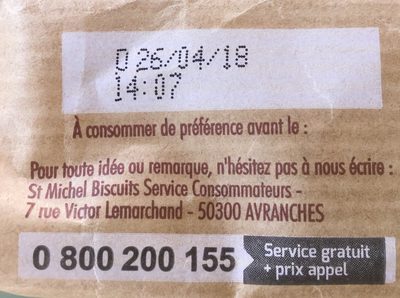 D 26/04/18
14:07
À consommer de préférence avant le :
Pour toute idée ou remarque, n'hésitez pas à nous écrire :
St Michel Biscuits Service Consommateurs -
7 rue Victor Lemarchand - 50300 AVRANCHES
0 800 200 155 Service gratuit
+ prix appel